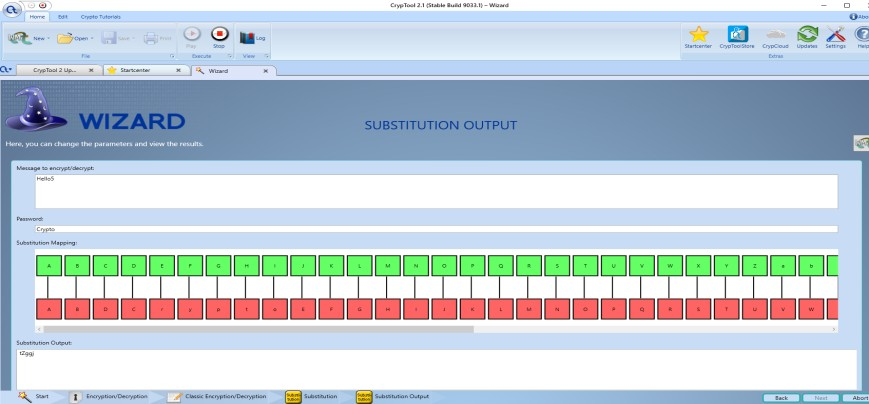 CrypTool 2.1 (Stable Build 9033.1) – Wizard
Home Edit Crypto Tutorials
New Open Save Print Play Stop Log Startcenter CrypToolStore CrypCloud Updates Settings Help
File Execute View Extras
CrypTool 2 Up... Startcenter Wizard
WIZARD
SUBSTITUTION OUTPUT
Here, you can change the parameters and view the results.
Message to encrypt/decrypt:
Hello5
Password:
Crypto
Substitution Mapping:
A B C D E F G H I J K L M N O P Q R S T U V W X Y Z a b
A B D C r y p t o E F G H I J K L M N O P Q R S T U V W
Substitution Output:
tZggj
Start Encryption/Decryption Classic Encryption/Decryption Substitution Substitution Output
Back Next Abort